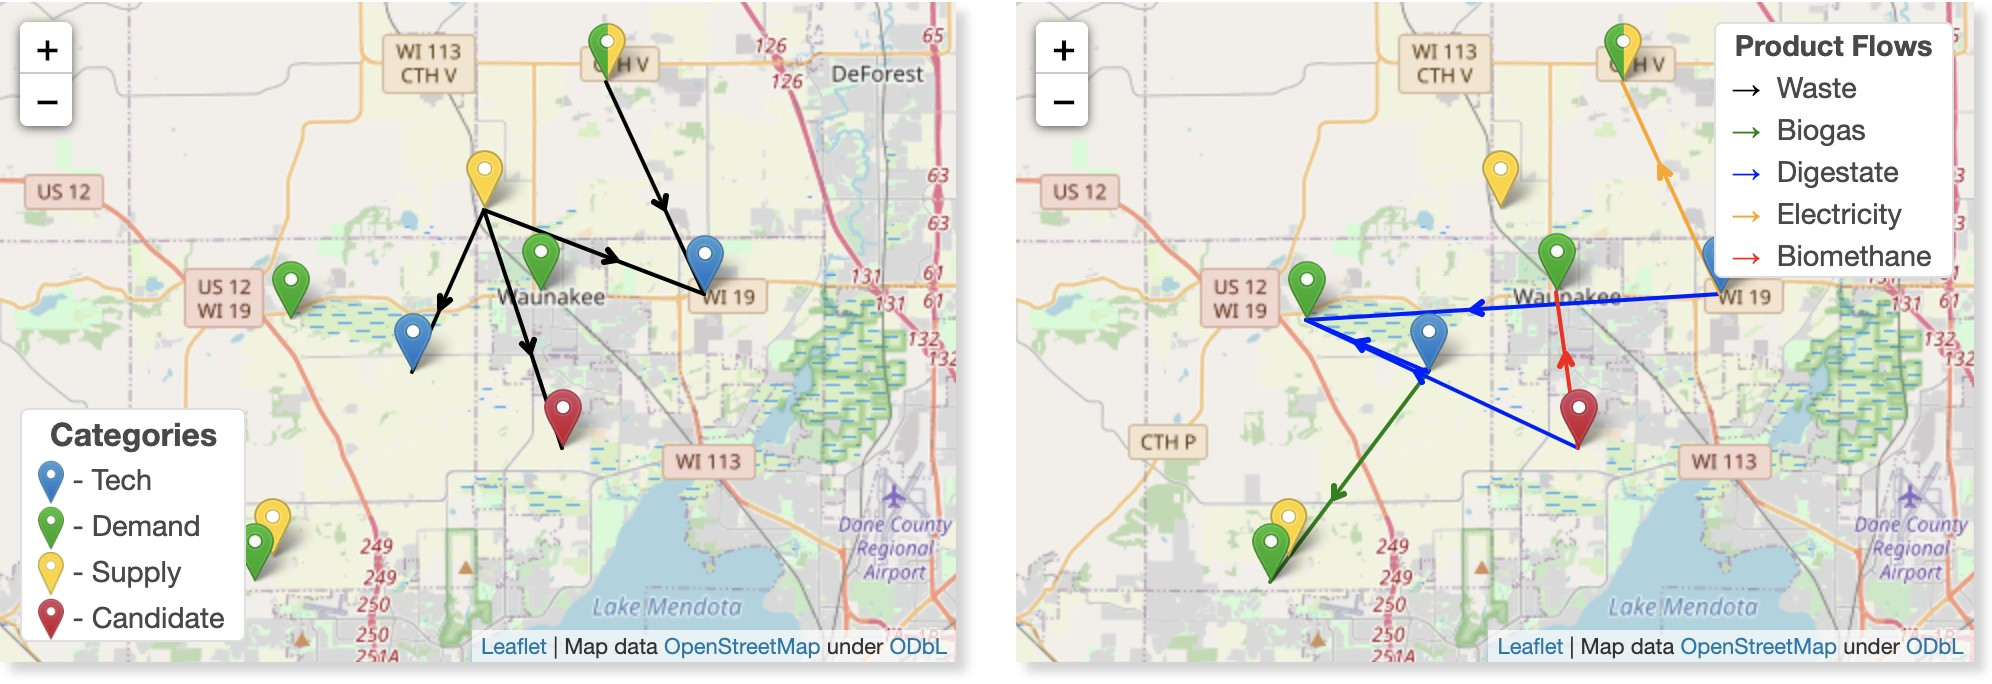 +
−
WI 113
CTH V
126
126
65
DeForest
US 12
63
63
US 12
WI 19
Waunakee
WI 19
131
131
61
61
132
132
WI 113
Categories
- Tech
- Demand
- Supply
- Candidate
249
249
250
250
251A
Dane County
Regional
Airport
Lake Mendota
Leaflet | Map data OpenStreetMap under ODbL
+
−
WI 113
CTH V
Product Flows
→ Waste
→ Biogas
→ Digestate
→ Electricity
→ Biomethane
US 12
3
3
US 12
WI 19
WI 19
131
61
132
132
CTH P
WI 113
249
249
250
250
251A
Dane County
Regional
Airport
Lake Mendota
Leaflet | Map data OpenStreetMap under ODbL